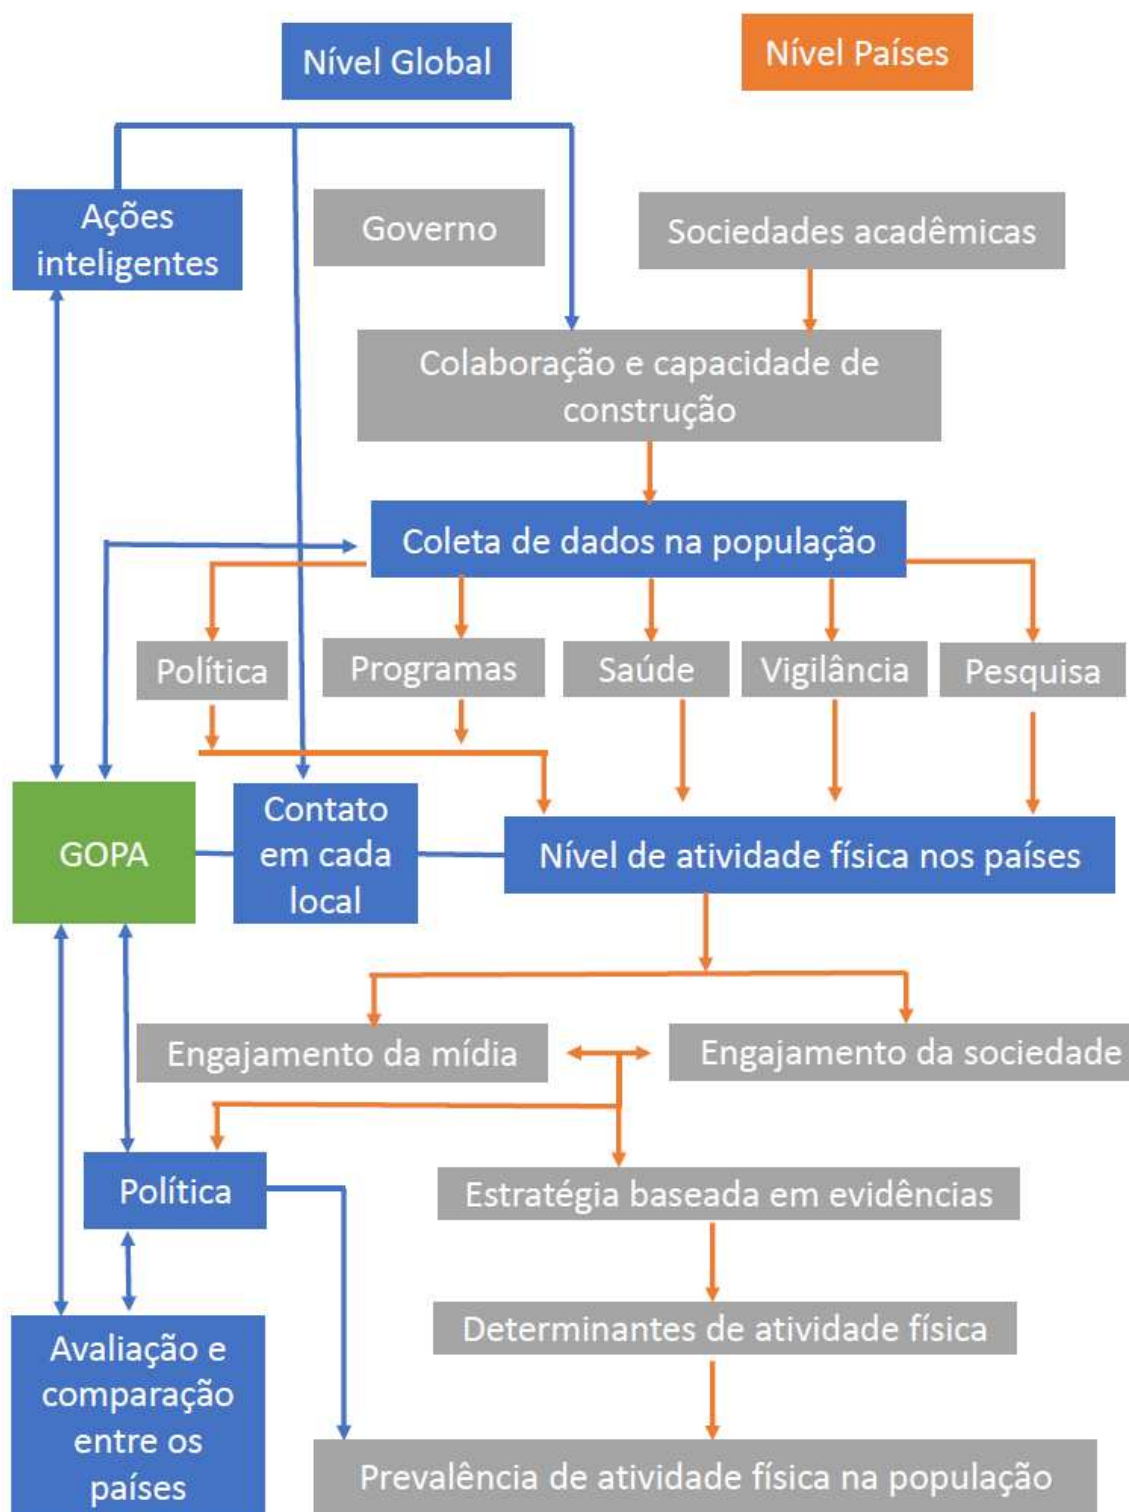 Nível Global
Nível Países
Ações
inteligentes
Governo
Sociedades acadêmicas
Colaboração e capacidade de
construção
Coleta de dados na população
Política
Programas
Saúde
Vigilância
Pesquisa
GOPA
Contato
em cada
local
Nível de atividade física nos países
Engajamento da mídia
Engajamento da sociedade
Política
Estratégia baseada em evidências
Determinantes de atividade física
Avaliação e
comparação
entre os
países
Prevalência de atividade física na população